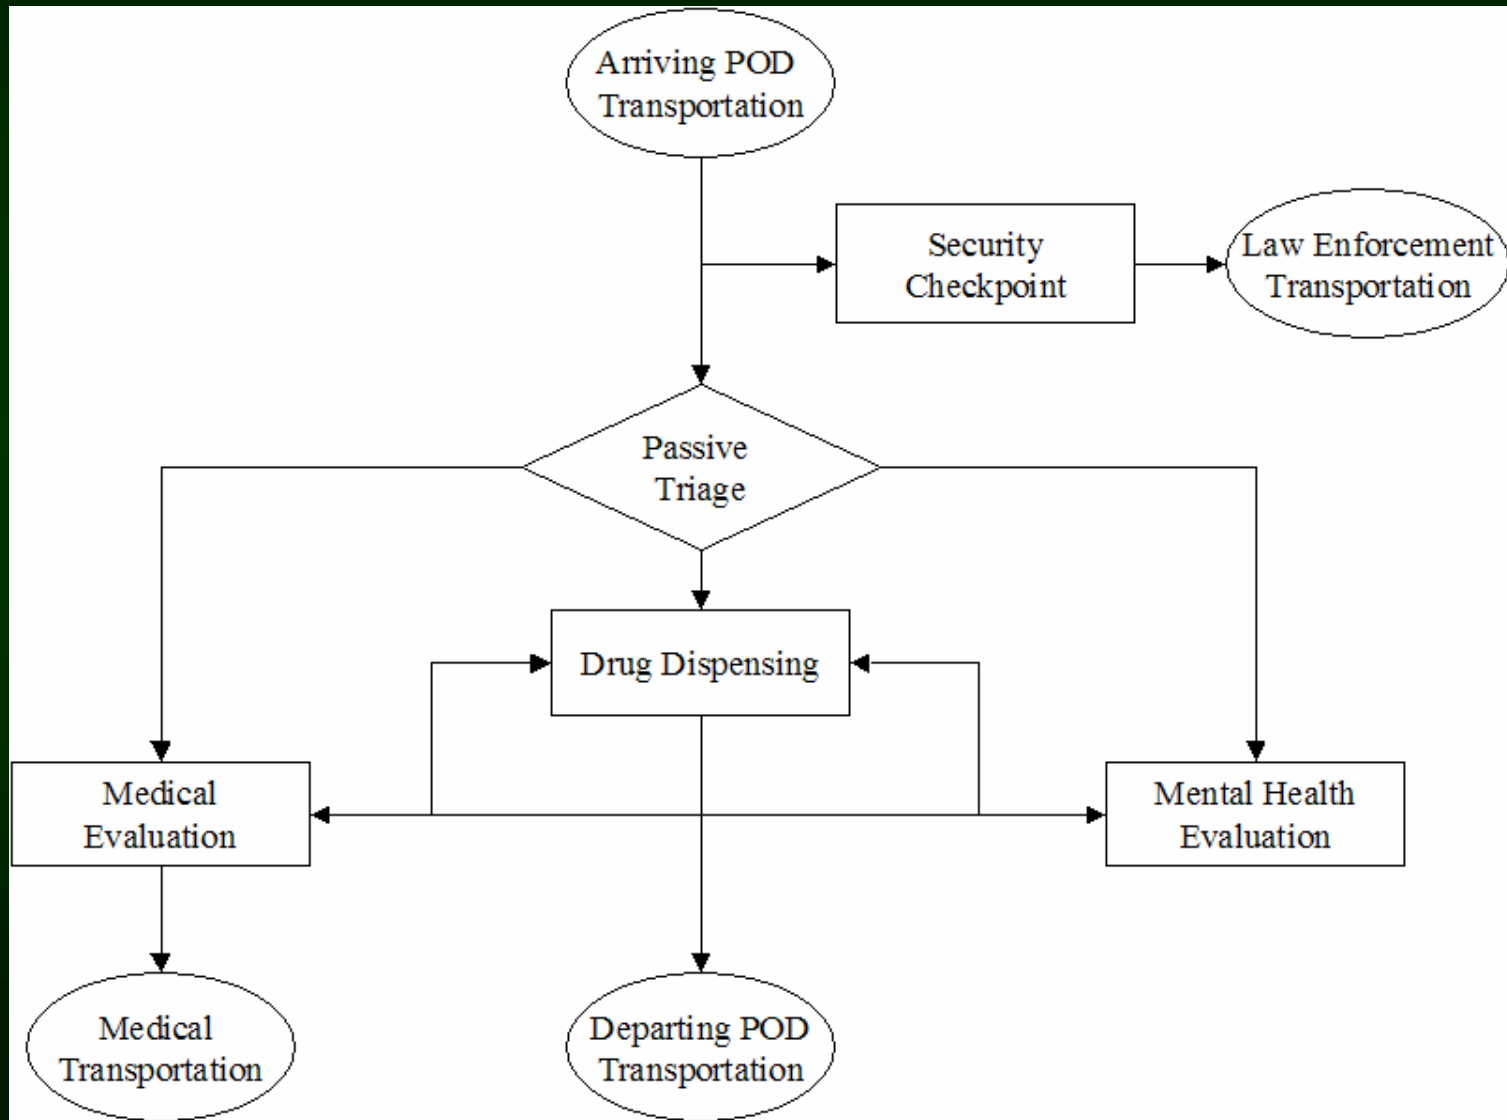 Arriving POD
Transportation
Security
Checkpoint
Law Enforcement
Transportation
Passive
Triage
Drug Dispensing
Medical
Evaluation
Mental Health
Evaluation
Medical
Transportation
Departing POD
Transportation